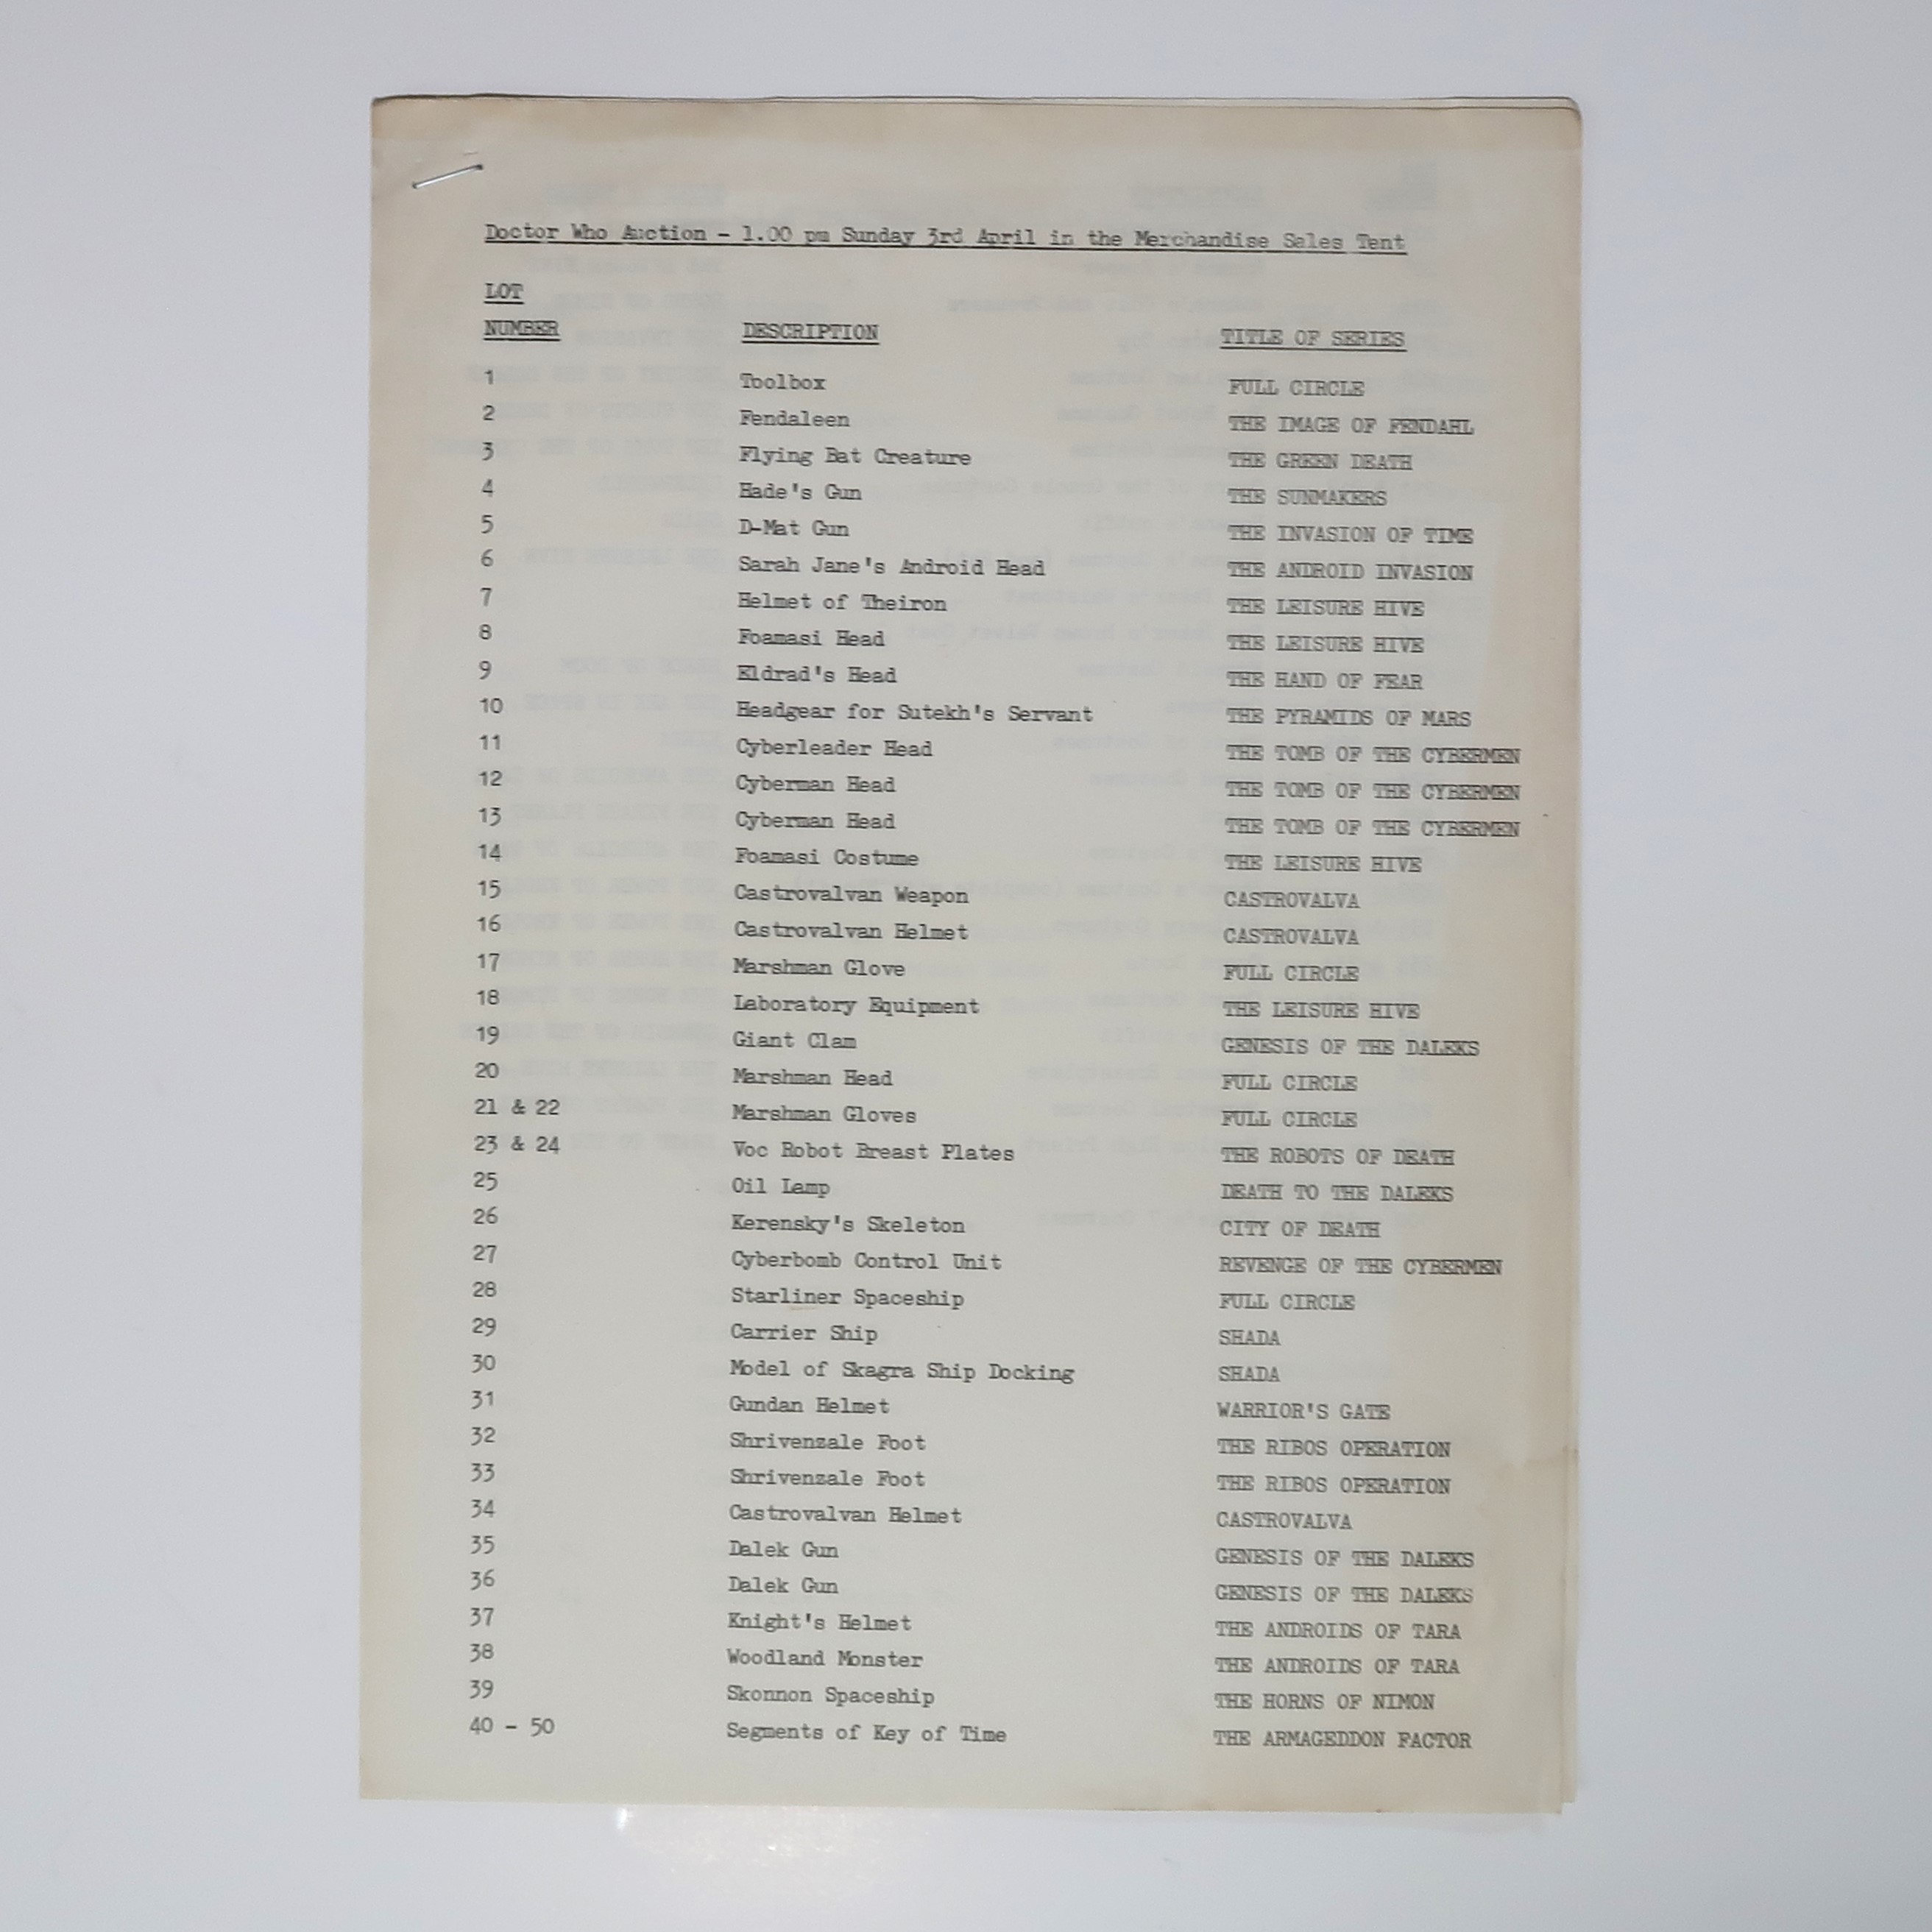 Doctor Who Auction - 1.00 pm Sunday 3rd April in the Merchandise Sales Tent
LOT
NUMBER DESCRIPTION TITLE OF SERIES
1 Toolbox FULL CIRCLE
2 Fendaleen THE IMAGE OF FENDAHL
3 Flying Bat Creature THE GREEN DEATH
4 Hade's Gun THE SUNMAKERS
5 D-Mat Gun THE INVASION OF TIME
6 Sarah Jane's Android Head THE ANDROID INVASION
7 Helmet of Theiron THE LEISURE HIVE
8 Foamasi Head THE LEISURE HIVE
9 Eldrad's Head THE HAND OF FEAR
10 Headgear for Sutekh's Servant THE PYRAMIDS OF MARS
11 Cyberleader Head THE TOMB OF THE CYBERMEN
12 Cyberman Head THE TOMB OF THE CYBERMEN
13 Cyberman Head THE TOMB OF THE CYBERMEN
14 Foamasi Costume THE LEISURE HIVE
15 Castrovalvan Weapon CASTROVALVA
16 Castrovalvan Helmet CASTROVALVA
17 Marshman Glove FULL CIRCLE
18 Laboratory Equipment THE LEISURE HIVE
19 Giant Clam GENESIS OF THE DALEKS
20 Marshman Head FULL CIRCLE
21 & 22 Marshman Gloves FULL CIRCLE
23 & 24 Voc Robot Breast Plates THE ROBOTS OF DEATH
25 Oil Lamp DEATH TO THE DALEKS
26 Kerensky's Skeleton CITY OF DEATH
27 Cyberbomb Control Unit REVENGE OF THE CYBERMEN
28 Starliner Spaceship FULL CIRCLE
29 Carrier Ship SHADA
30 Model of Skagra Ship Docking SHADA
31 Gundan Helmet WARRIOR'S GATE
32 Shrivenzale Foot THE RIBOS OPERATION
33 Shrivenzale Foot THE RIBOS OPERATION
34 Castrovalvan Helmet CASTROVALVA
35 Dalek Gun GENESIS OF THE DALEKS
36 Dalek Gun GENESIS OF THE DALEKS
37 Knight's Helmet THE ANDROIDS OF TARA
38 Woodland Monster THE ANDROIDS OF TARA
39 Skonnon Spaceship THE HORNS OF NIMON
40 - 50 Segments of Key of Time THE ARMAGEDDON FACTOR